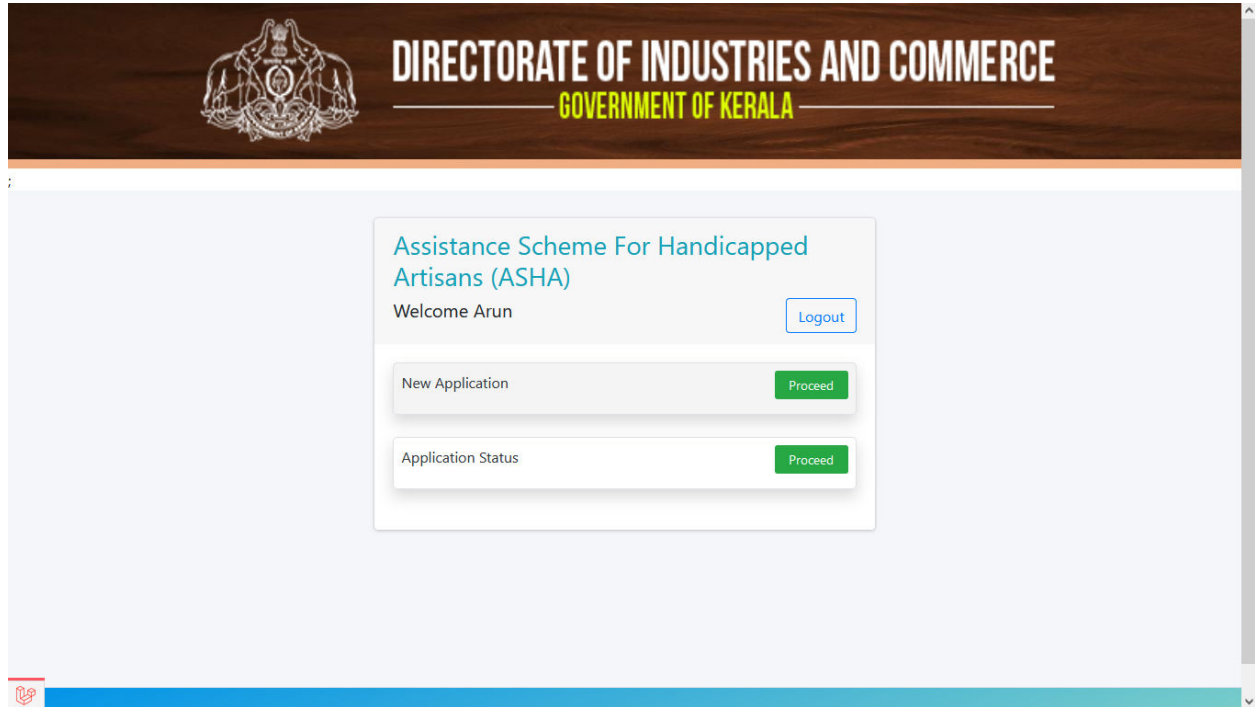 DIRECTORATE OF INDUSTRIES AND COMMERCE
GOVERNMENT OF KERALA
;
Assistance Scheme For Handicapped
Artisans (ASHA)
Welcome Arun
Logout
New Application
Proceed
Application Status
Proceed